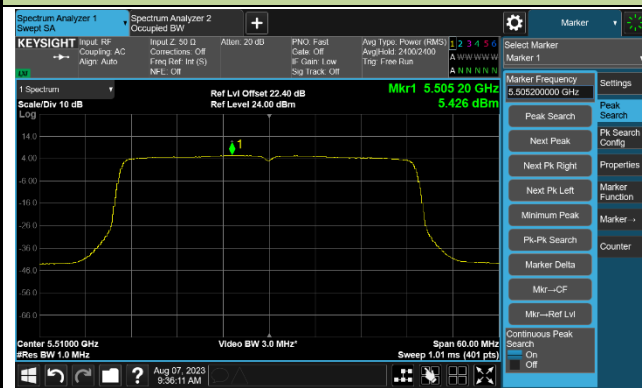 Spectrum Analyzer 1
Swept SA
Spectrum Analyzer 2
Occupied BW
+
Marker
KEYSIGHT
Input: RF
Coupling: AC
Align: Auto
Input Z: 50 Ω
Corrections: Off
Freq Ref: Int (S)
NFE: Off
Atten: 20 dB
PNO: Fast
Gate: Off
IF Gain: Low
Sig Track: Off
Avg Type: Power (RMS)
Avg|Hold: 2400/2400
Trig: Free Run
1 2 3 4 5 6
A W W W W W
A N N N N N
LXI
Select Marker
Marker 1
1 Spectrum
Scale/Div 10 dB
Log
Ref Lvl Offset 22.40 dB
Ref Level 24.00 dBm
Mkr1 5.505 20 GHz
5.426 dBm
14.0
4.00
-6.00
-16.0
-26.0
-36.0
-46.0
-56.0
-66.0
1
Center 5.51000 GHz
#Res BW 1.0 MHz
Video BW 3.0 MHz*
Span 60.00 MHz
Sweep 1.01 ms (401 pts)
Marker Frequency
5.505200000 GHz
Peak Search
Next Peak
Next Pk Right
Next Pk Left
Minimum Peak
Pk-Pk Search
Marker Delta
Mkr→CF
Mkr→Ref Lvl
Continuous Peak
Search
On
Off
Settings
Peak
Search
Pk Search
Config
Properties
Marker
Function
Marker→
Counter
?
Aug 07, 2023
9:36:11 AM